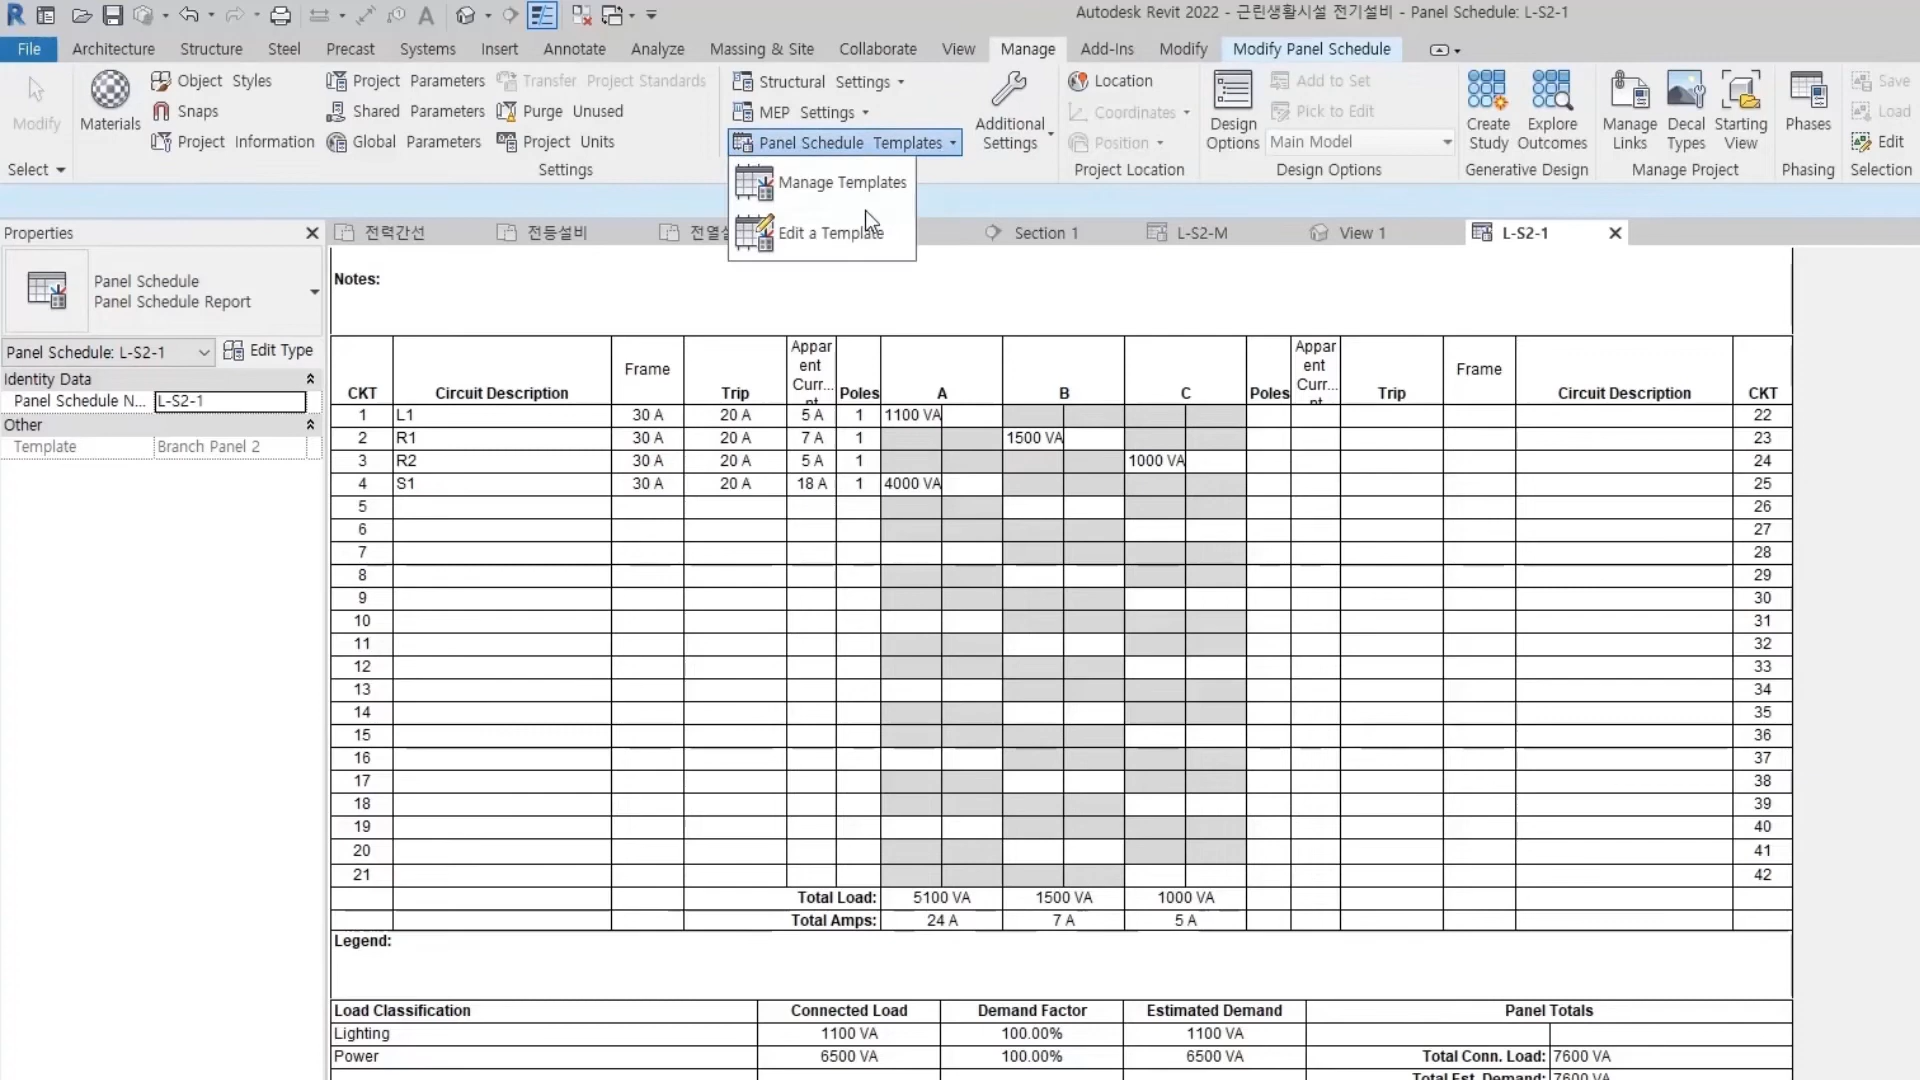 Autodesk Revit 2022 - 근린생활시설 전기설비 - Panel Schedule: L-S2-1
File Architecture Structure Steel Precast Systems Insert Annotate Analyze Massing & Site Collaborate View Manage Add-Ins Modify Modify Panel Schedule
Modify
Select
Materials
Object Styles
Snaps
Project Information
Project Parameters
Shared Parameters
Global Parameters
Transfer Project Standards
Purge Unused
Project Units
Settings
Structural Settings
MEP Settings
Panel Schedule Templates
Manage Templates
Edit a Template
Additional Settings
Location
Coordinates
Position
Project Location
Design Options
Add to Set
Pick to Edit
Main Model
Design Options
Create Study
Explore Outcomes
Generative Design
Manage Links
Decal Types
Starting View
Manage Project
Phases
Phasing
Save
Load
Edit
Selection
Properties
Panel Schedule
Panel Schedule Report
Panel Schedule: L-S2-1
Edit Type
Identity Data
Panel Schedule N... L-S2-1
Other
Template Branch Panel 2
전력간선 전등설비 Section 1 L-S2-M View 1 L-S2-1
Notes:
CKT Circuit Description Frame Trip Apparent Curr... Poles A B C Poles Apparent Curr... Trip Frame Circuit Description CKT
1 L1 30 A 20 A 5 A 1 1100 VA 22
2 R1 30 A 20 A 7 A 1 1500 VA 23
3 R2 30 A 20 A 5 A 1 1000 VA 24
4 S1 30 A 20 A 18 A 1 4000 VA 25
5 26
6 27
7 28
8 29
9 30
10 31
11 32
12 33
13 34
14 35
15 36
16 37
17 38
18 39
19 40
20 41
21 42
Total Load: 5100 VA 1500 VA 1000 VA
Total Amps: 24 A 7 A 5 A
Legend:
Load Classification Connected Load Demand Factor Estimated Demand Panel Totals
Lighting 1100 VA 100.00% 1100 VA
Power 6500 VA 100.00% 6500 VA Total Conn. Load: 7600 VA
Total Est. Demand: 7600 VA